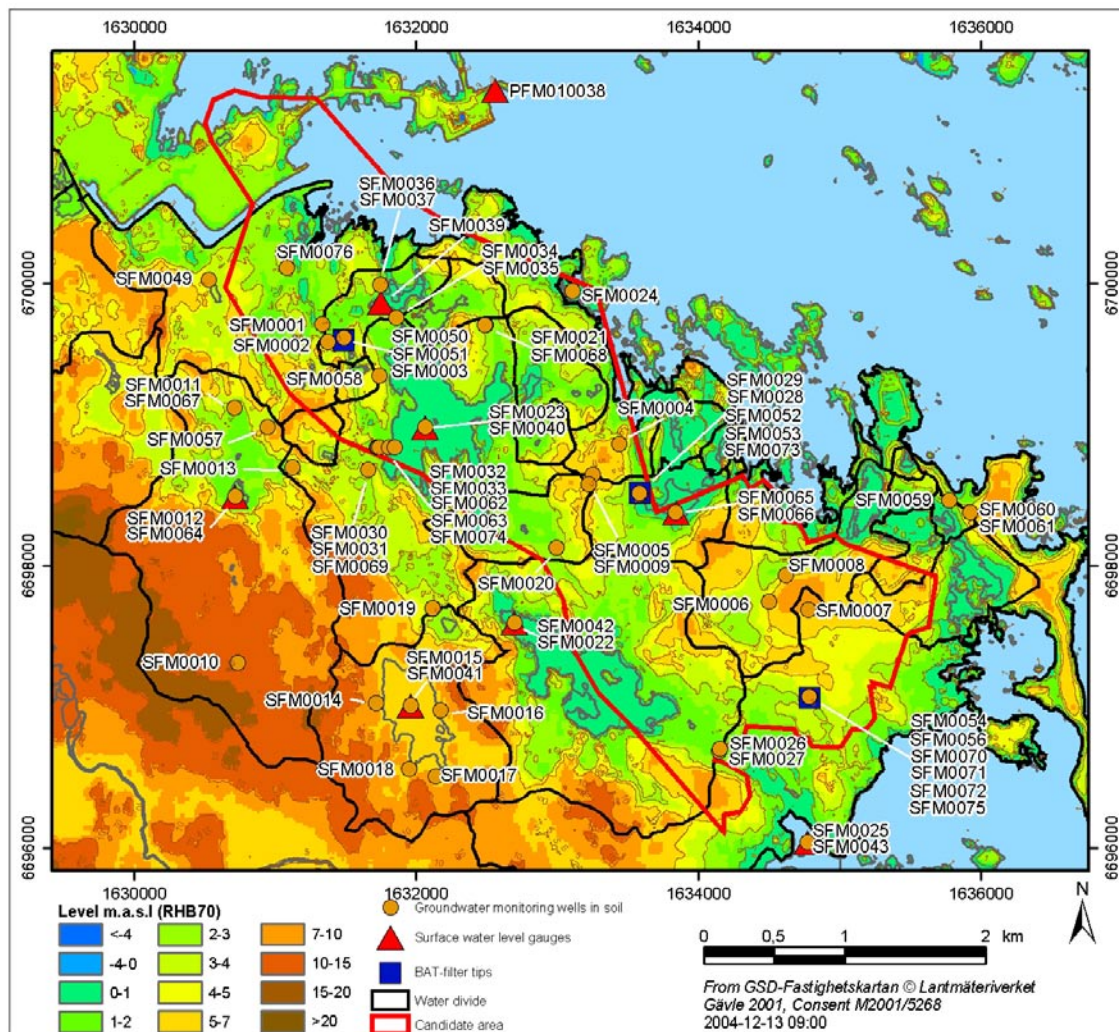 1630000 1632000 1634000 1636000
PFM010038
SFM0036
SFM0037
SFM0039
SFM0076
SFM0034
SFM0035
6700000
6700000
SFM0049
SFM0024
SFM0001
SFM0002
SFM0050
SFM0051
SFM0003
SFM0021
SFM0068
SFM0058
SFM0011
SFM0067
SFM0029
SFM0028
SFM0052
SFM0053
SFM0073
SFM0004
SFM0023
SFM0040
SFM0057
SFM0013
SFM0032
SFM0033
SFM0062
SFM0063
SFM0074
SFM0065
SFM0066
SFM0059
SFM0060
SFM0061
SFM0012
SFM0064
SFM0030
SFM0031
SFM0069
SFM0005
SFM0009
SFM0020
SFM0008
6698000
6698000
SFM0006
SFM0007
SFM0019
SFM0042
SFM0022
SFM0010
SFM0015
SFM0041
SFM0014
SFM0016
SFM0054
SFM0056
SFM0070
SFM0071
SFM0072
SFM0075
SFM0026
SFM0027
SFM0018
SFM0017
SFM0025
SFM0043
6696000
6696000
1630000 1632000 1634000 1636000
N
Level m.a.s.l (RHB70)
<-4 2-3 7-10
-4-0 3-4 10-15
0-1 4-5 15-20
1-2 5-7 >20
Groundwater monitoring wells in soil
Surface water level gauges
BAT-filter tips
Water divide
Candidate area
0 0,5 1 2 km
From GSD-Fastighetskartan © Lantmäteriverket
Gävle 2001, Consent M2001/5268
2004-12-13 09:00